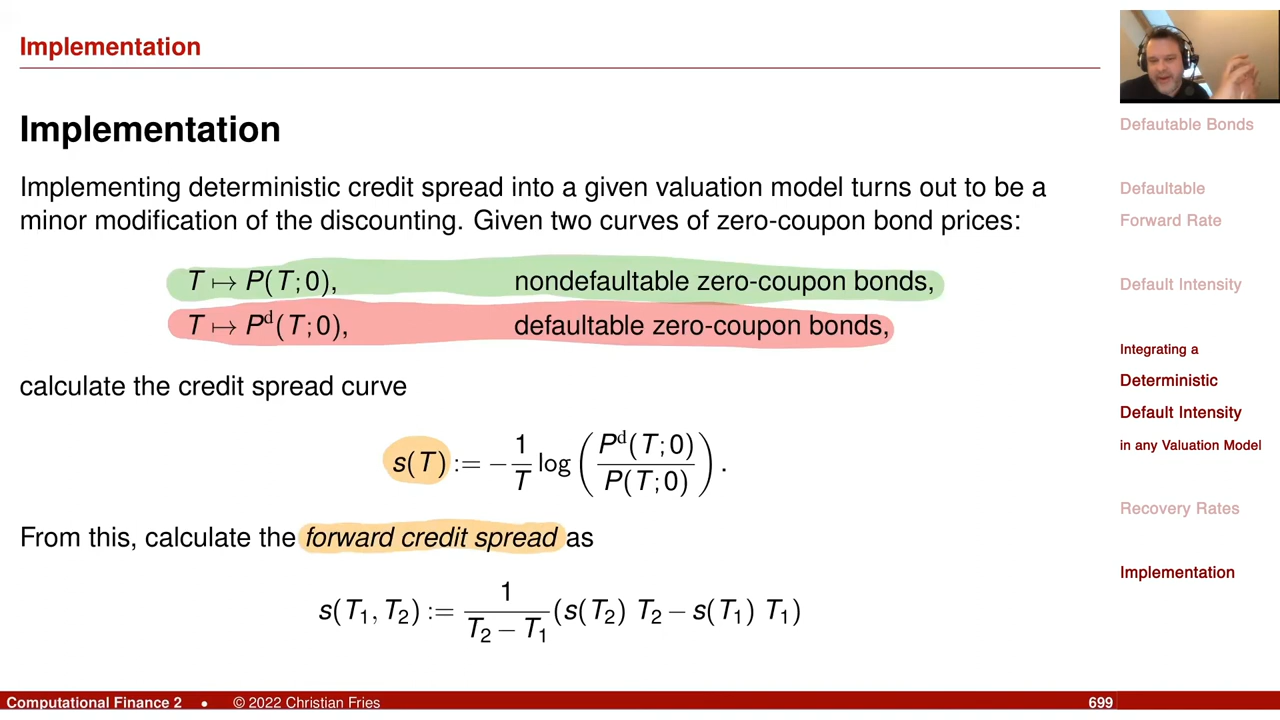 Implementation
Implementation
Implementing deterministic credit spread into a given valuation model turns out to be a
minor modification of the discounting. Given two curves of zero-coupon bond prices:
T ↦ P(T;0), nondefaultable zero-coupon bonds,
T ↦ Pᵈ(T;0), defaultable zero-coupon bonds,
calculate the credit spread curve
s(T) := −1/T log(Pᵈ(T;0)/P(T;0)).
From this, calculate the forward credit spread as
s(T₁,T₂) := 1/(T₂−T₁) (s(T₂) T₂ − s(T₁) T₁)
Defautable Bonds
Defaultable
Forward Rate
Default Intensity
Integrating a
Deterministic
Default Intensity
in any Valuation Model
Recovery Rates
Implementation
Computational Finance 2 • © 2022 Christian Fries 699